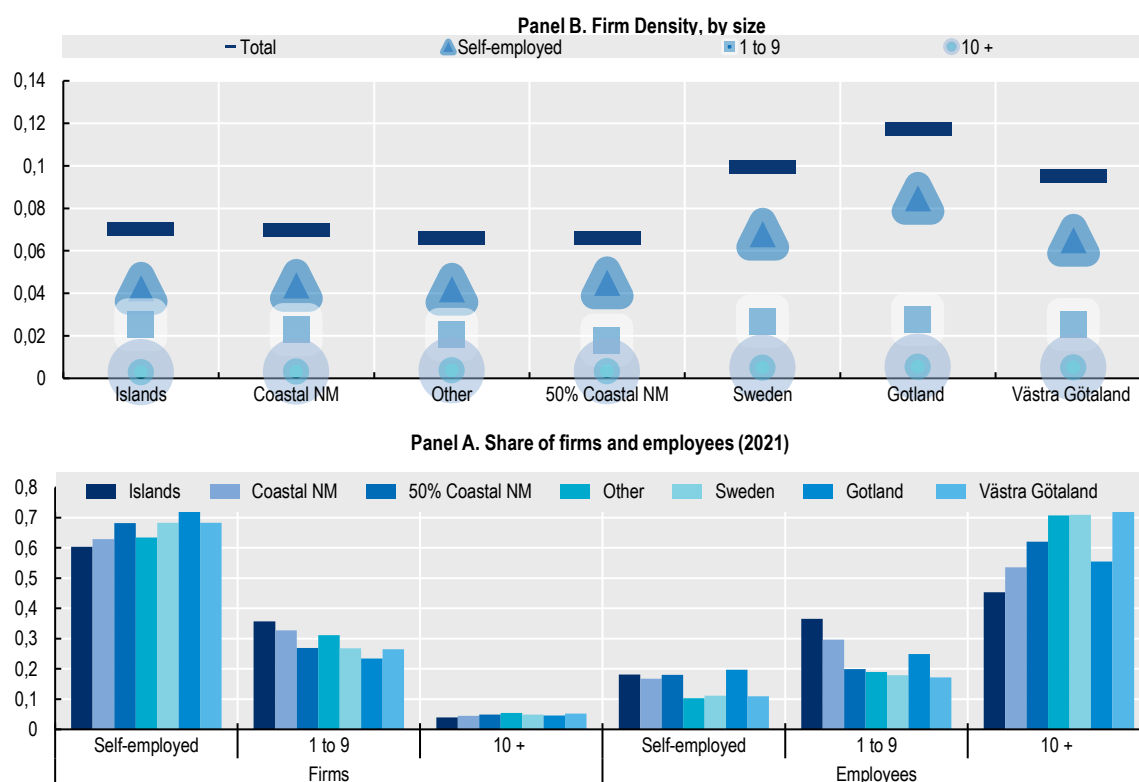 Panel B. Firm Density, by size
Total Self-employed 1 to 9 10 +
0,14
0,12
0,1
0,08
0,06
0,04
0,02
0
Islands Coastal NM Other 50% Coastal NM Sweden Gotland Västra Götaland
Panel A. Share of firms and employees (2021)
Islands Coastal NM 50% Coastal NM Other Sweden Gotland Västra Götaland
0,8
0,7
0,6
0,5
0,4
0,3
0,2
0,1
0
Self-employed 1 to 9 10 + Self-employed 1 to 9 10 +
Firms Employees